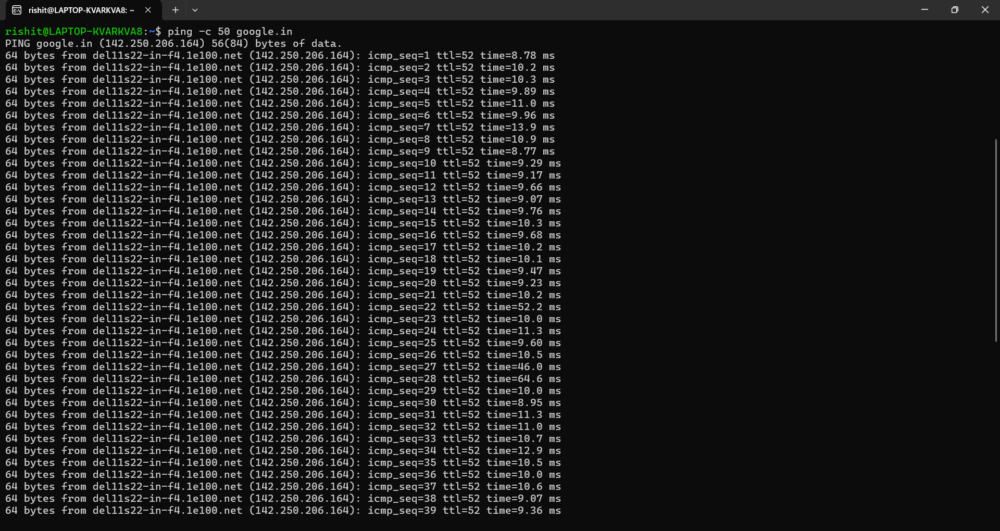 rishit@LAPTOP-KVARKVA8: ~
rishit@LAPTOP-KVARKVA8:~$ ping -c 50 google.in
PING google.in (142.250.206.164) 56(84) bytes of data.
64 bytes from del11s22-in-f4.1e100.net (142.250.206.164): icmp_seq=1 ttl=52 time=8.78 ms
64 bytes from del11s22-in-f4.1e100.net (142.250.206.164): icmp_seq=2 ttl=52 time=10.2 ms
64 bytes from del11s22-in-f4.1e100.net (142.250.206.164): icmp_seq=3 ttl=52 time=10.3 ms
64 bytes from del11s22-in-f4.1e100.net (142.250.206.164): icmp_seq=4 ttl=52 time=9.89 ms
64 bytes from del11s22-in-f4.1e100.net (142.250.206.164): icmp_seq=5 ttl=52 time=11.0 ms
64 bytes from del11s22-in-f4.1e100.net (142.250.206.164): icmp_seq=6 ttl=52 time=9.96 ms
64 bytes from del11s22-in-f4.1e100.net (142.250.206.164): icmp_seq=7 ttl=52 time=13.9 ms
64 bytes from del11s22-in-f4.1e100.net (142.250.206.164): icmp_seq=8 ttl=52 time=10.9 ms
64 bytes from del11s22-in-f4.1e100.net (142.250.206.164): icmp_seq=9 ttl=52 time=8.77 ms
64 bytes from del11s22-in-f4.1e100.net (142.250.206.164): icmp_seq=10 ttl=52 time=9.29 ms
64 bytes from del11s22-in-f4.1e100.net (142.250.206.164): icmp_seq=11 ttl=52 time=9.17 ms
64 bytes from del11s22-in-f4.1e100.net (142.250.206.164): icmp_seq=12 ttl=52 time=9.66 ms
64 bytes from del11s22-in-f4.1e100.net (142.250.206.164): icmp_seq=13 ttl=52 time=9.07 ms
64 bytes from del11s22-in-f4.1e100.net (142.250.206.164): icmp_seq=14 ttl=52 time=9.76 ms
64 bytes from del11s22-in-f4.1e100.net (142.250.206.164): icmp_seq=15 ttl=52 time=10.3 ms
64 bytes from del11s22-in-f4.1e100.net (142.250.206.164): icmp_seq=16 ttl=52 time=9.68 ms
64 bytes from del11s22-in-f4.1e100.net (142.250.206.164): icmp_seq=17 ttl=52 time=10.2 ms
64 bytes from del11s22-in-f4.1e100.net (142.250.206.164): icmp_seq=18 ttl=52 time=10.1 ms
64 bytes from del11s22-in-f4.1e100.net (142.250.206.164): icmp_seq=19 ttl=52 time=9.47 ms
64 bytes from del11s22-in-f4.1e100.net (142.250.206.164): icmp_seq=20 ttl=52 time=9.23 ms
64 bytes from del11s22-in-f4.1e100.net (142.250.206.164): icmp_seq=21 ttl=52 time=10.2 ms
64 bytes from del11s22-in-f4.1e100.net (142.250.206.164): icmp_seq=22 ttl=52 time=52.2 ms
64 bytes from del11s22-in-f4.1e100.net (142.250.206.164): icmp_seq=23 ttl=52 time=10.0 ms
64 bytes from del11s22-in-f4.1e100.net (142.250.206.164): icmp_seq=24 ttl=52 time=11.3 ms
64 bytes from del11s22-in-f4.1e100.net (142.250.206.164): icmp_seq=25 ttl=52 time=9.60 ms
64 bytes from del11s22-in-f4.1e100.net (142.250.206.164): icmp_seq=26 ttl=52 time=10.5 ms
64 bytes from del11s22-in-f4.1e100.net (142.250.206.164): icmp_seq=27 ttl=52 time=46.0 ms
64 bytes from del11s22-in-f4.1e100.net (142.250.206.164): icmp_seq=28 ttl=52 time=64.6 ms
64 bytes from del11s22-in-f4.1e100.net (142.250.206.164): icmp_seq=29 ttl=52 time=10.0 ms
64 bytes from del11s22-in-f4.1e100.net (142.250.206.164): icmp_seq=30 ttl=52 time=8.95 ms
64 bytes from del11s22-in-f4.1e100.net (142.250.206.164): icmp_seq=31 ttl=52 time=11.3 ms
64 bytes from del11s22-in-f4.1e100.net (142.250.206.164): icmp_seq=32 ttl=52 time=11.0 ms
64 bytes from del11s22-in-f4.1e100.net (142.250.206.164): icmp_seq=33 ttl=52 time=10.7 ms
64 bytes from del11s22-in-f4.1e100.net (142.250.206.164): icmp_seq=34 ttl=52 time=12.9 ms
64 bytes from del11s22-in-f4.1e100.net (142.250.206.164): icmp_seq=35 ttl=52 time=10.5 ms
64 bytes from del11s22-in-f4.1e100.net (142.250.206.164): icmp_seq=36 ttl=52 time=10.0 ms
64 bytes from del11s22-in-f4.1e100.net (142.250.206.164): icmp_seq=37 ttl=52 time=10.6 ms
64 bytes from del11s22-in-f4.1e100.net (142.250.206.164): icmp_seq=38 ttl=52 time=9.07 ms
64 bytes from del11s22-in-f4.1e100.net (142.250.206.164): icmp_seq=39 ttl=52 time=9.36 ms